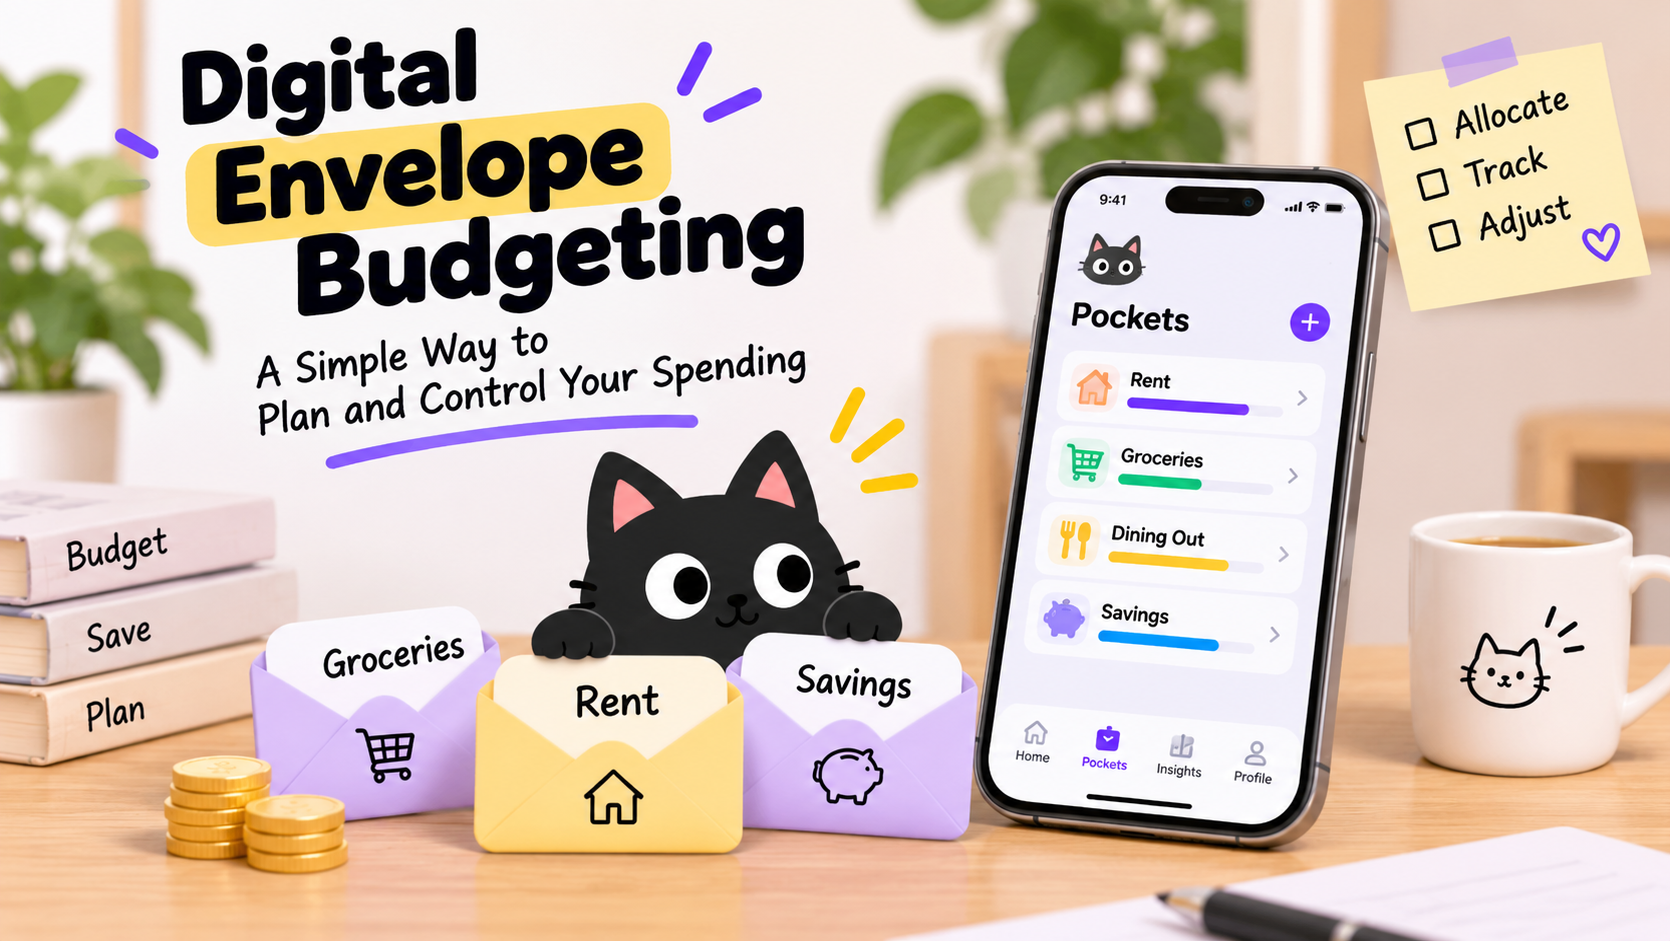 Digital
Envelope
Budgeting
A Simple Way to
Plan and Control Your Spending
Allocate
Track
Adjust
9:41
Pockets
Rent
Groceries
Dining Out
Savings
Home
Pockets
Insights
Profile
Budget
Save
Plan
Groceries
Rent
Savings